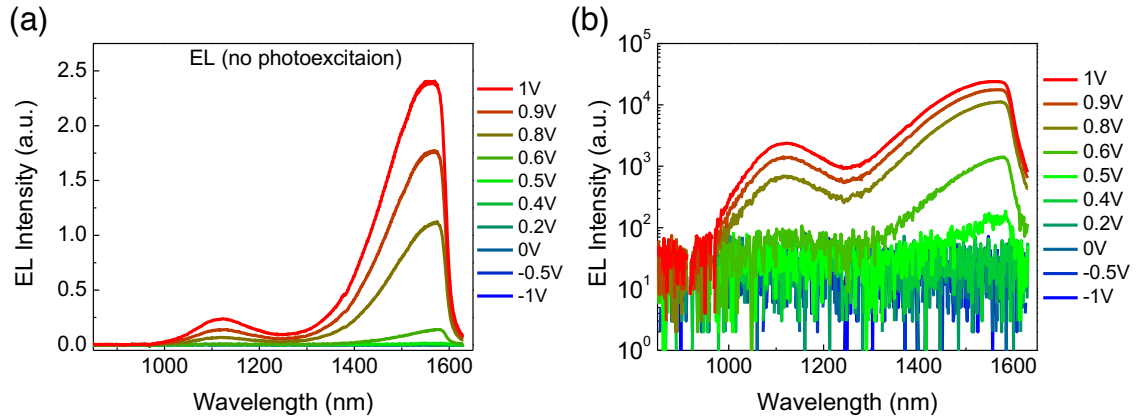 (a)
EL (no photoexcitaion)
EL Intensity (a.u.)
2.5
2.0
1.5
1.0
0.5
0.0
1000
1200
1400
1600
Wavelength (nm)
1V
0.9V
0.8V
0.6V
0.5V
0.4V
0.2V
0V
-0.5V
-1V
(b)
EL Intensity (a.u.)
10⁵
10⁴
10³
10²
10¹
10⁰
1000
1200
1400
1600
Wavelength (nm)
1V
0.9V
0.8V
0.6V
0.5V
0.4V
0.2V
0V
-0.5V
-1V